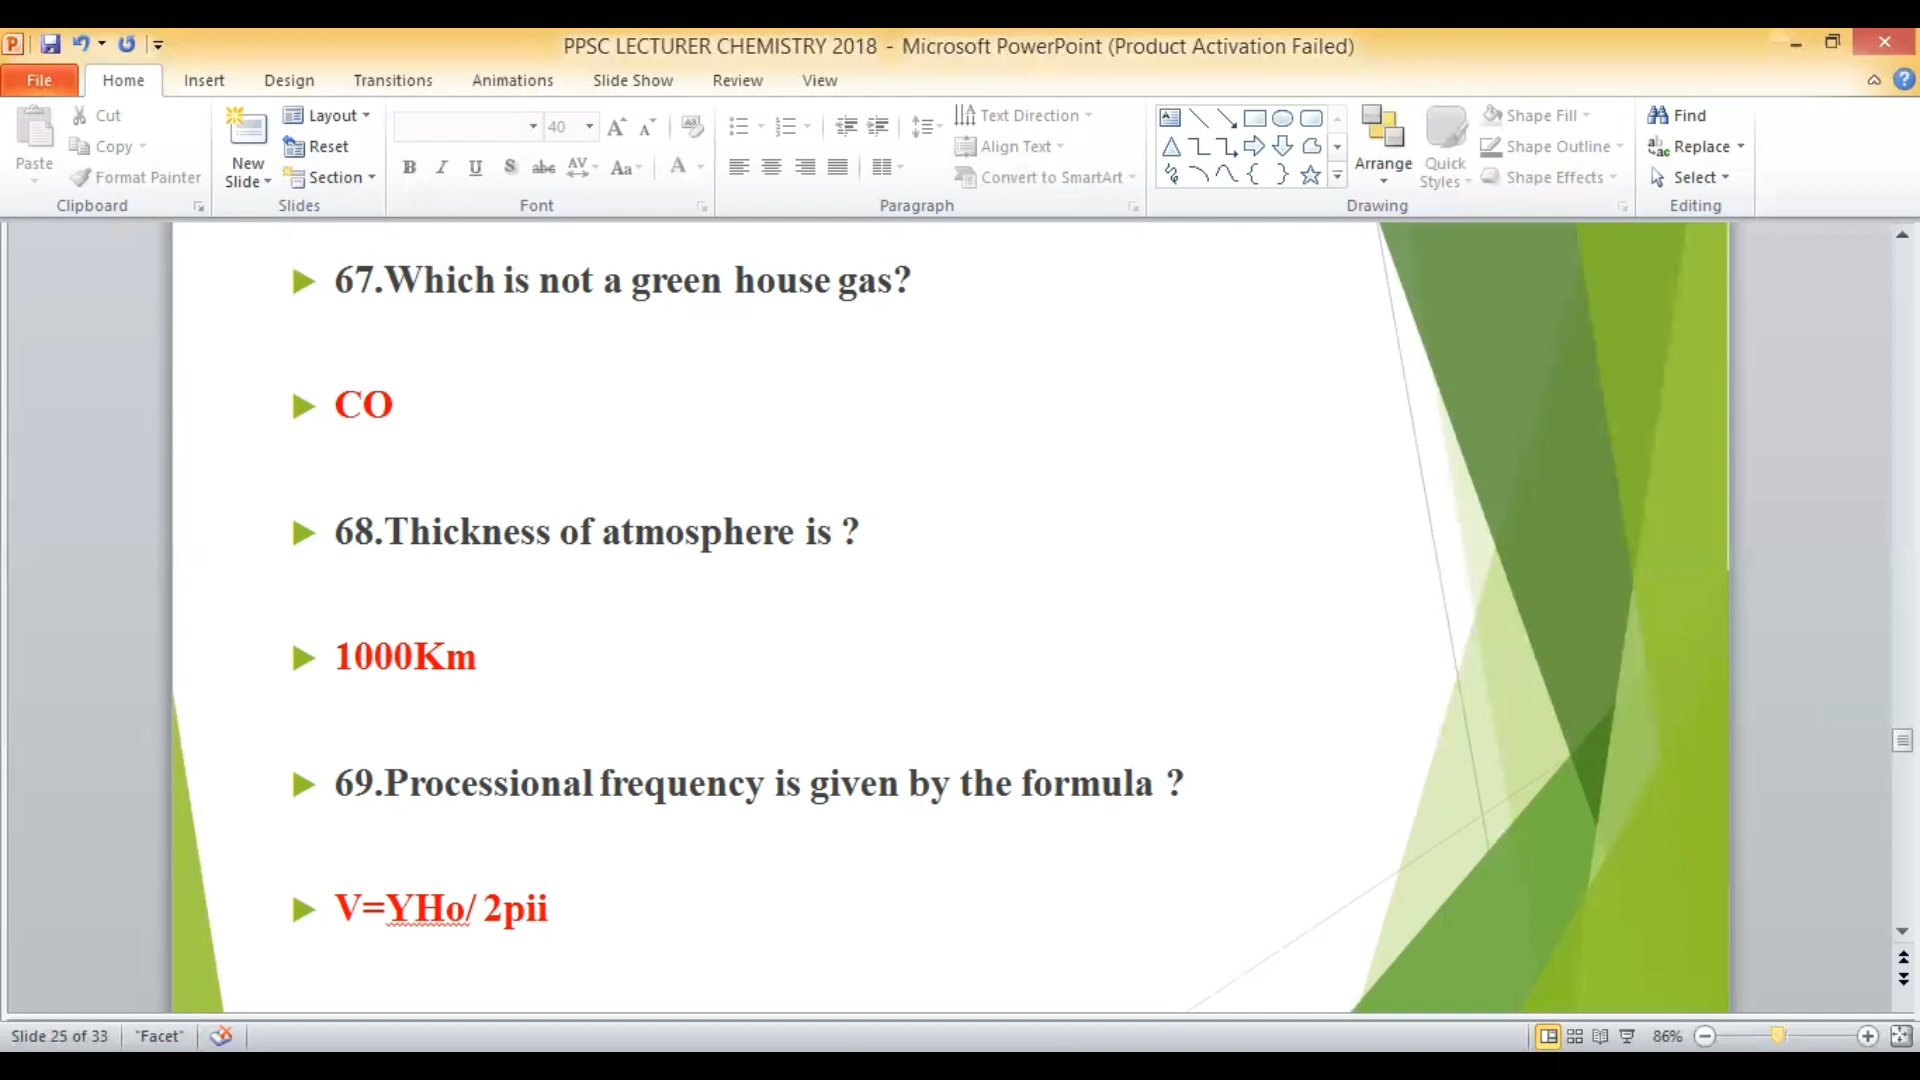 PPSC LECTURER CHEMISTRY 2018 - Microsoft PowerPoint (Product Activation Failed)
File Home Insert Design Transitions Animations Slide Show Review View
Paste
Cut
Copy
Format Painter
Clipboard
New Slide
Layout
Reset
Section
Slides
40
B I U S abc AV Aa A
Font
Text Direction
Align Text
Convert to SmartArt
Paragraph
Arrange
Quick Styles
Shape Fill
Shape Outline
Shape Effects
Drawing
Find
Replace
Select
Editing
67.Which is not a green house gas?
CO
68.Thickness of atmosphere is ?
1000Km
69.Processional frequency is given by the formula ?
V=YHo/ 2pii
Slide 25 of 33 "Facet" 86%